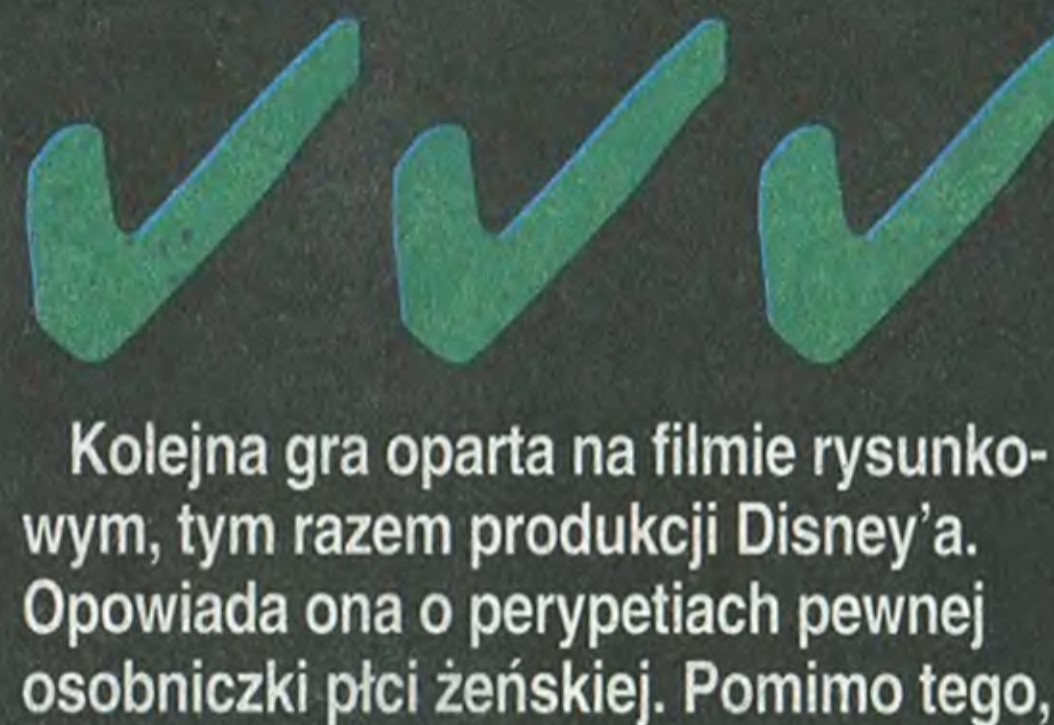 Kolejna gra oparta na filmie rysunko-
wym, tym razem produkcji Disney’a.
Opowiada ona o perypetiach pewnej
osobniczki płci żeńskiej. Pomimo tego,